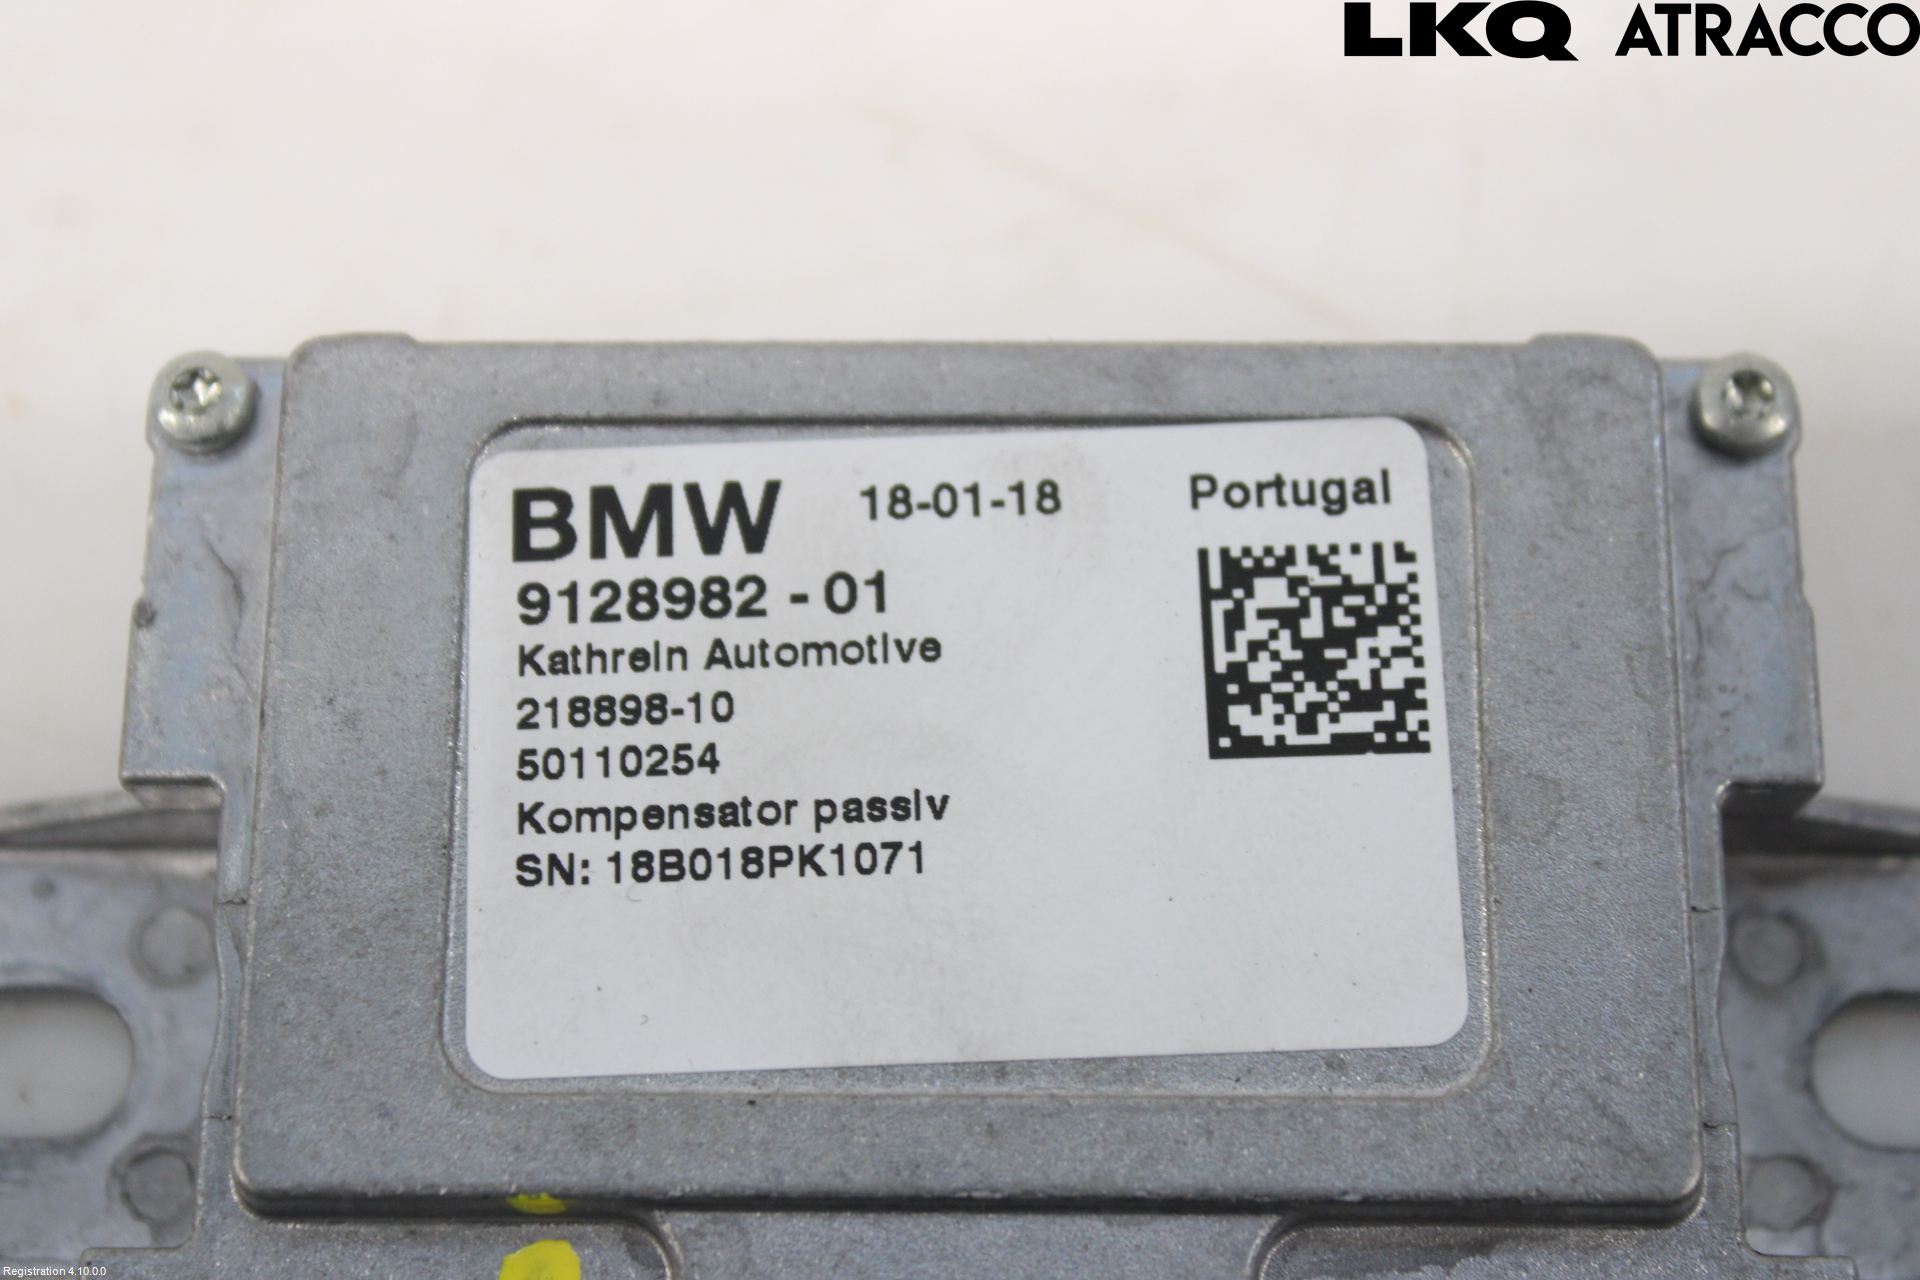 LKQ ATRACCO
BMW 18-01-18 Portugal
9128982 - 01
Kathrein Automotive
218898-10
50110254
Kompensator passiv
SN: 18B018PK1071
Registration 4.10.0.0